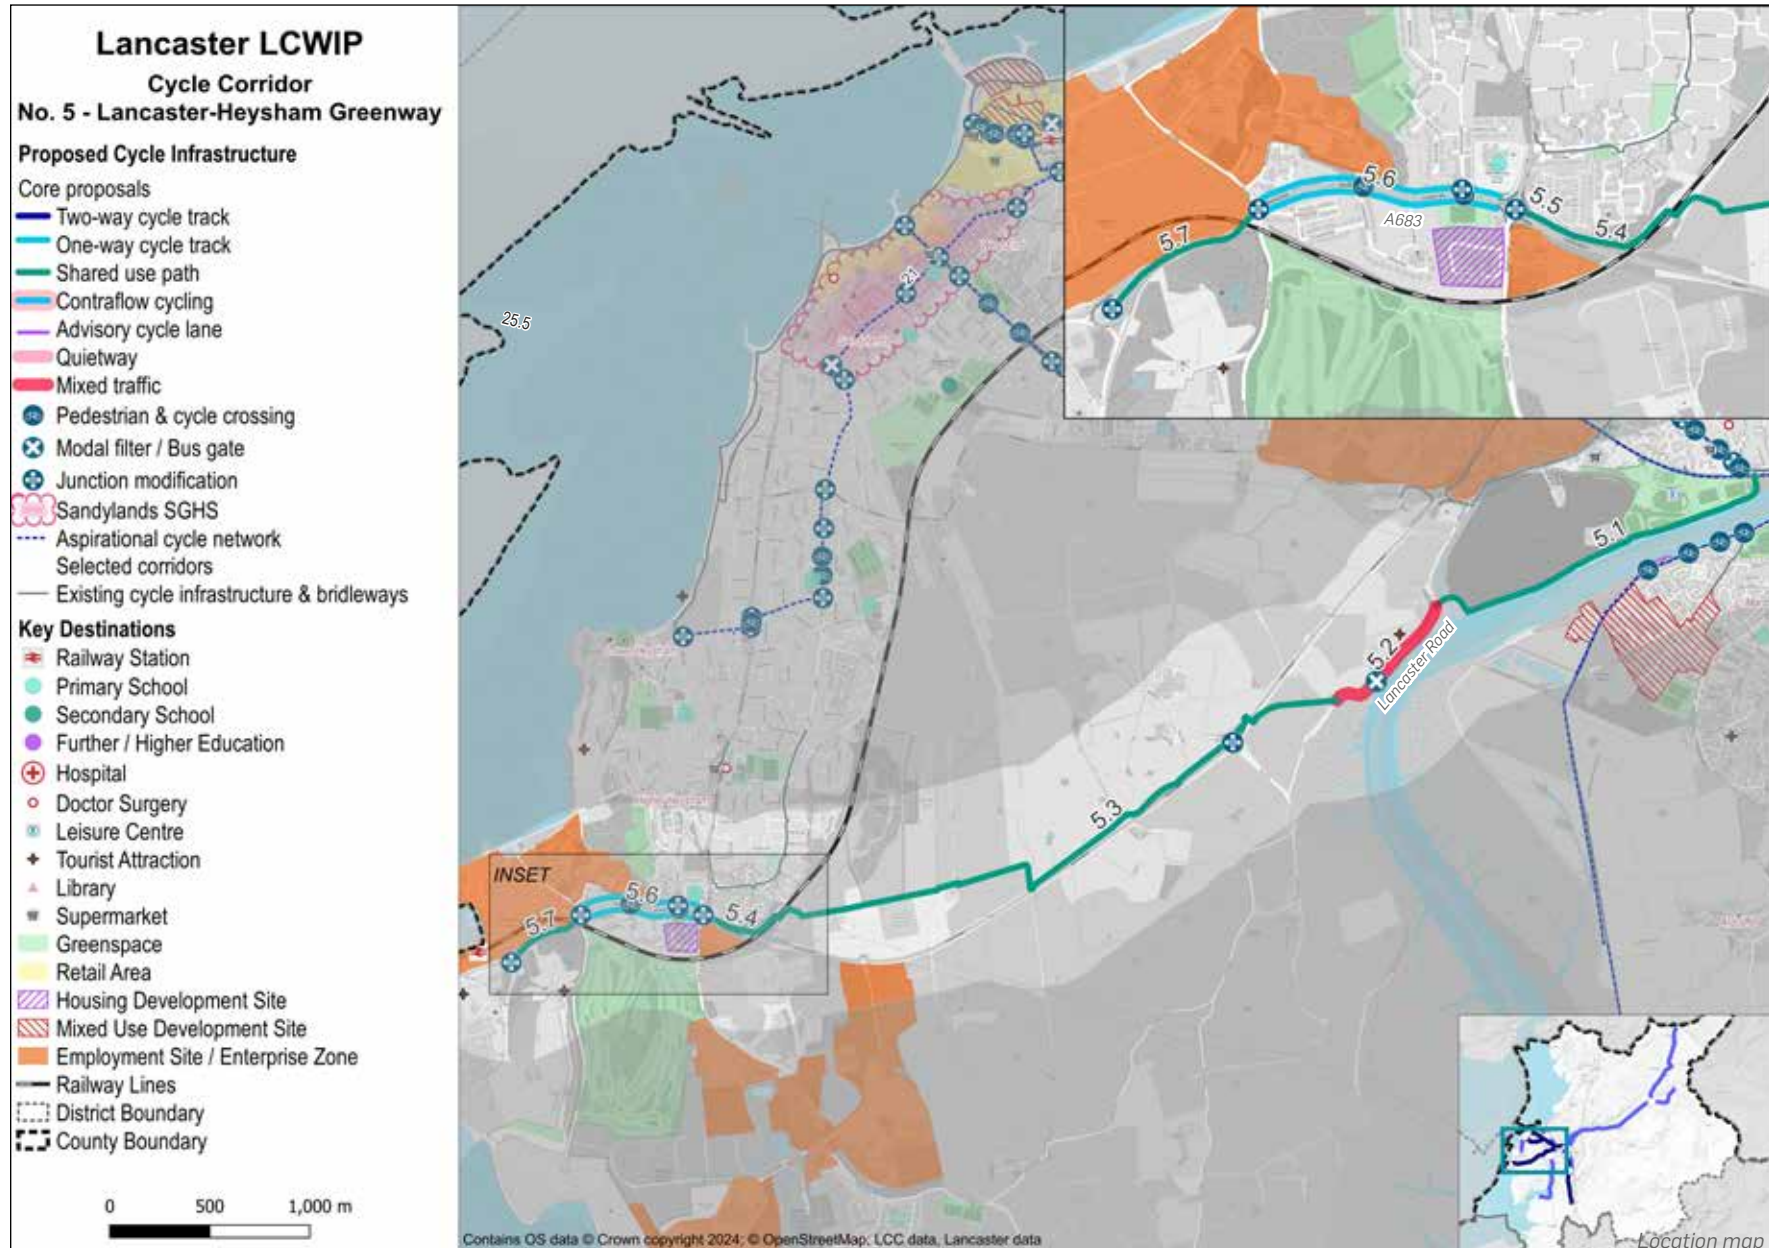 Lancaster LCWIP
Cycle Corridor
No. 5 - Lancaster-Heysham Greenway
Proposed Cycle Infrastructure
Core proposals
Two-way cycle track
One-way cycle track
Shared use path
Contraflow cycling
Advisory cycle lane
Quietway
Mixed traffic
Pedestrian & cycle crossing
Modal filter / Bus gate
Junction modification
Sandylands SGHS
Aspirational cycle network
Selected corridors
Existing cycle infrastructure & bridleways
Key Destinations
Railway Station
Primary School
Secondary School
Further / Higher Education
Hospital
Doctor Surgery
Leisure Centre
Tourist Attraction
Library
Supermarket
Greenspace
Retail Area
Housing Development Site
Mixed Use Development Site
Employment Site / Enterprise Zone
Railway Lines
District Boundary
County Boundary
0 500 1,000 m
25.5
21
5.6
5.5
A683
5.4
5.7
5.1
5.2
Lancaster Road
5.3
INSET
5.6
5.4
5.7
Contains OS data © Crown copyright 2024; © OpenStreetMap, LCC data, Lancaster data
Location map